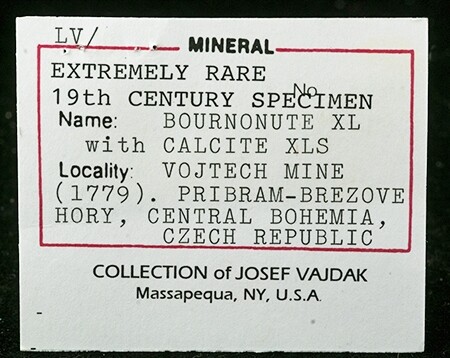 LV/
MINERAL
EXTREMELY RARE
No
19th CENTURY SPECIMEN
Name: BOURNONUTE XL
with CALCITE XLS
Locality: VOJTECH MINE
(1779). PRIBRAM-BREZOVE
HORY, CENTRAL BOHEMIA,
CZECH REPUBLIC
COLLECTION of JOSEF VAJDAK
Massapequa, NY, U.S.A.